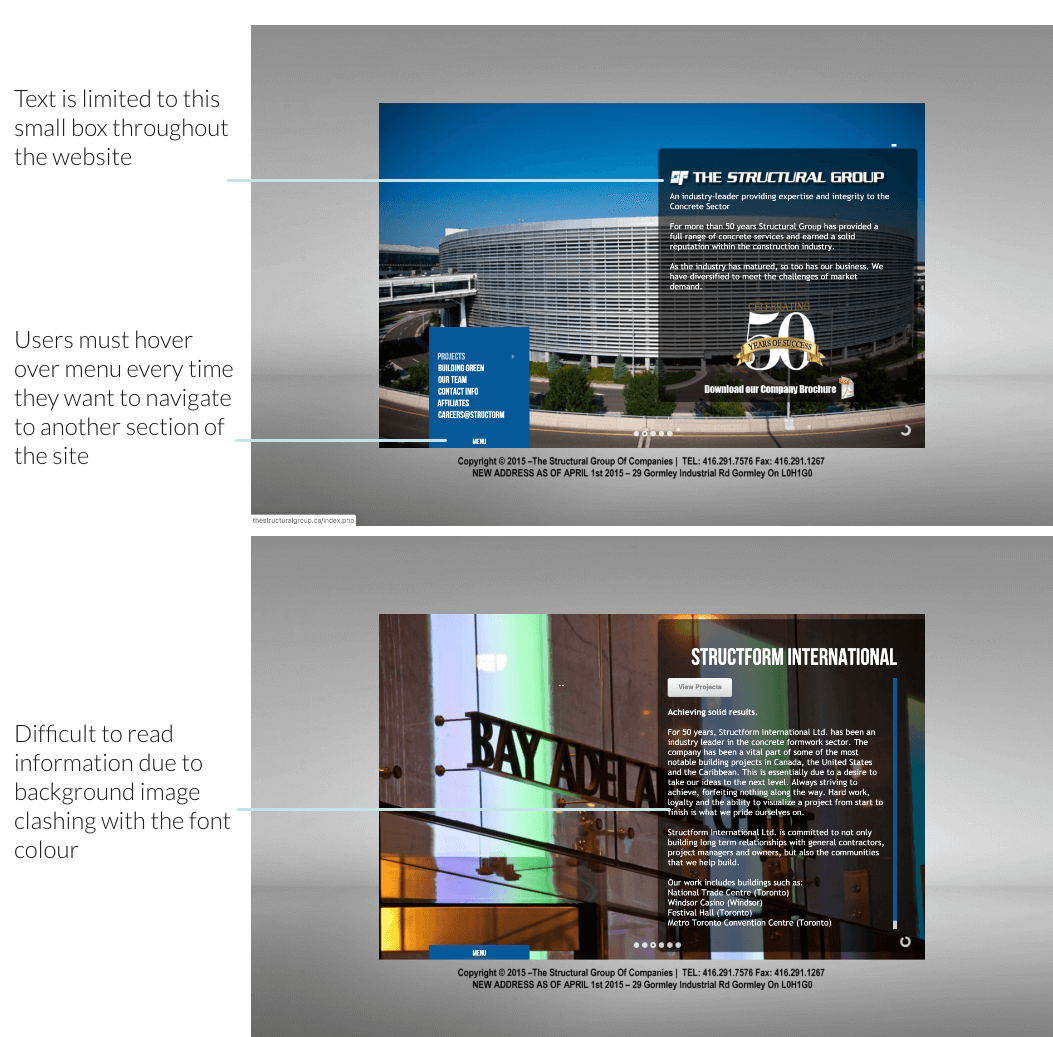 Text is limited to this
small box throughout
the website
THE STRUCTURAL GROUP
An industry-leader providing expertise and integrity to the
Concrete Sector
For more than 50 years Structural Group has provided a
full range of concrete services and earned a solid
reputation within the construction industry.
As the industry has matured, so too has our business. We
have diversified to meet the challenges of market
demand.
CELEBRATING
50
YEARS OF SUCCESS
Download our Company Brochure
Users must hover
over menu every time
they want to navigate
to another section of
the site
PROJECTS
BUILDING GREEN
OUR TEAM
CONTACT INFO
AFFILIATES
CAREERS@STRUCTORM
MENU
Copyright © 2015 –The Structural Group Of Companies | TEL: 416.291.7576 Fax: 416.291.1267
NEW ADDRESS AS OF APRIL 1st 2015 – 29 Gormley Industrial Rd Gormley On L0H1G0
thestructuralgroup.ca/index.php
Difficult to read
information due to
background image
clashing with the font
colour
BAY ADELA
STRUCTFORM INTERNATIONAL
View Projects
Achieving solid results.
For 50 years, Structform International Ltd. has been an
industry leader in the concrete formwork sector. The
company has been a vital part of some of the most
notable building projects in Canada, the United States
and the Caribbean. This is essentially due to a desire to
take our ideas to the next level. Always striving to
achieve, forfeiting nothing along the way. Hard work,
loyalty and the ability to visualize a project from start to
finish is what we pride ourselves on.
Structform International Ltd. is committed to not only
building long term relationships with general contractors,
project managers and owners, but also the communities
that we help build.
Our work includes buildings such as:
National Trade Centre (Toronto)
Windsor Casino (Windsor)
Festival Hall (Toronto)
Metro Toronto Convention Centre (Toronto)
MENU
Copyright © 2015 –The Structural Group Of Companies | TEL: 416.291.7576 Fax: 416.291.1267
NEW ADDRESS AS OF APRIL 1st 2015 – 29 Gormley Industrial Rd Gormley On L0H1G0